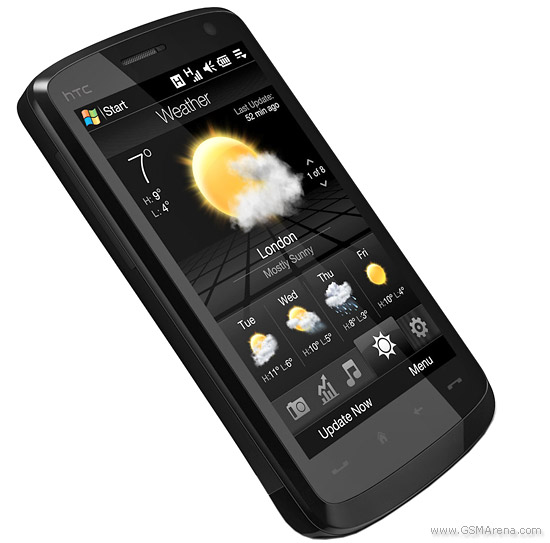 hTC
Start
H H
Weather
Last Update:
52 min ago
7°
H: 9°
L: 4°
1 of 8
London
Mostly Sunny
Tue Wed Thu Fri
H:11° L:6° H:10° L:5° H:8° L:3° H:10° L:4°
Update Now Menu
www.GSMArena.com